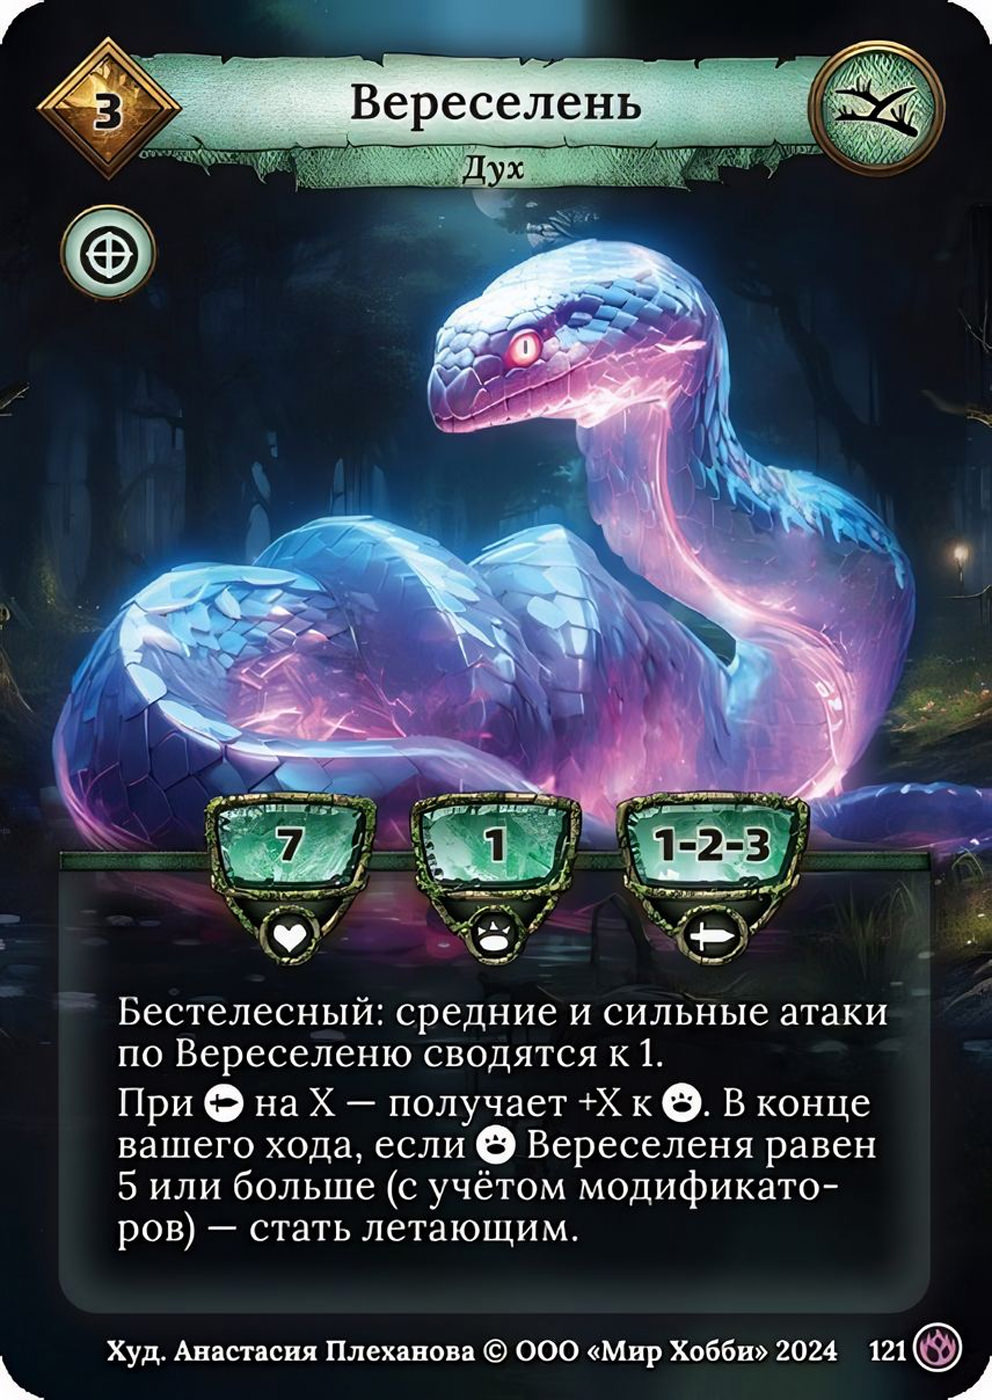 3
Вереселень
Дух
7
1
1-2-3
Бестелесный: средние и сильные атаки
по Вереселеню сводятся к 1.
При на X — получает +X к . В конце
вашего хода, если Вереселеня равен
5 или больше (с учётом модификато-
ров) — стать летающим.
Худ. Анастасия Плеханова © ООО «Мир Хобби» 2024 121